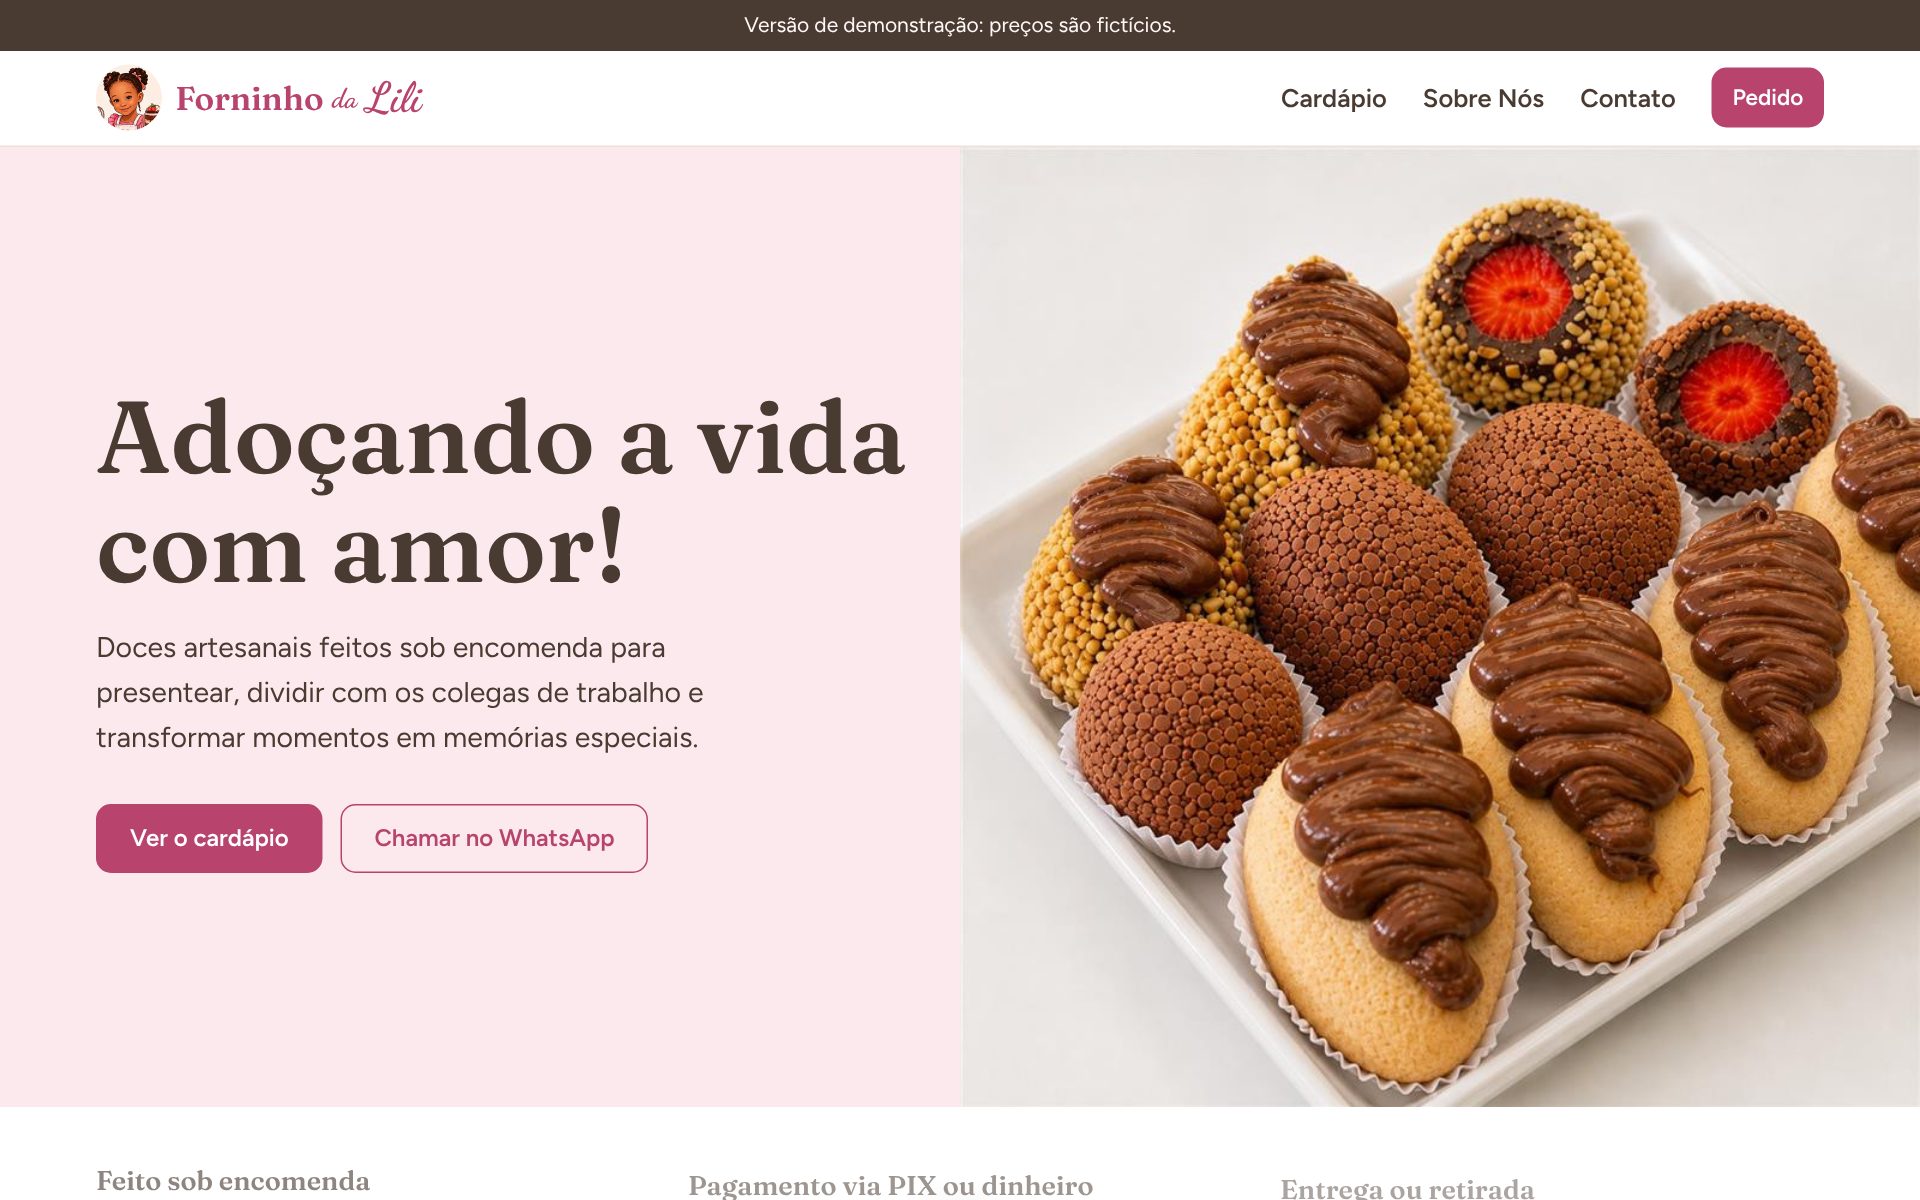 Versão de demonstração: preços são fictícios.
Forninho da Lili
Cardápio
Sobre Nós
Contato
Pedido
Adoçando a vida
com amor!
Doces artesanais feitos sob encomenda para
presentear, dividir com os colegas de trabalho e
transformar momentos em memórias especiais.
Ver o cardápio
Chamar no WhatsApp
Feito sob encomenda
Pagamento via PIX ou dinheiro
Entrega ou retirada